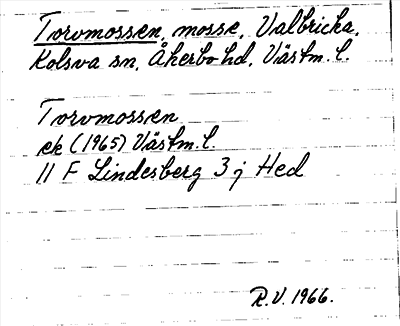 Torvmossen, mosse, Valbricka,
Kolsva sn, Åkerbo hd, Västm. l.
Torvmossen
ek (1965) Västm. l.
11 F Lindesberg 3 j Hed
R.V. 1966.